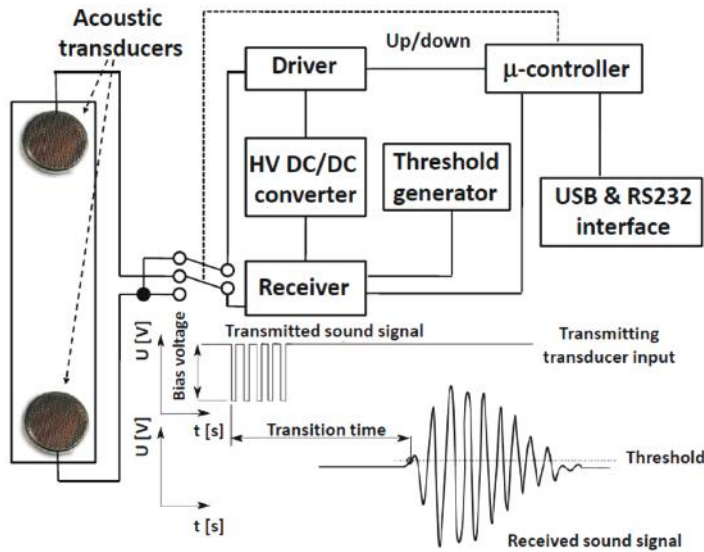 Acoustic
transducers
Driver
Up/down
μ-controller
HV DC/DC
converter
Threshold
generator
USB & RS232
interface
Receiver
U [V]
Bias voltage
Transmitted sound signal
Transmitting
transducer input
t [s]
Transition time
U [V]
Threshold
t [s]
Received sound signal